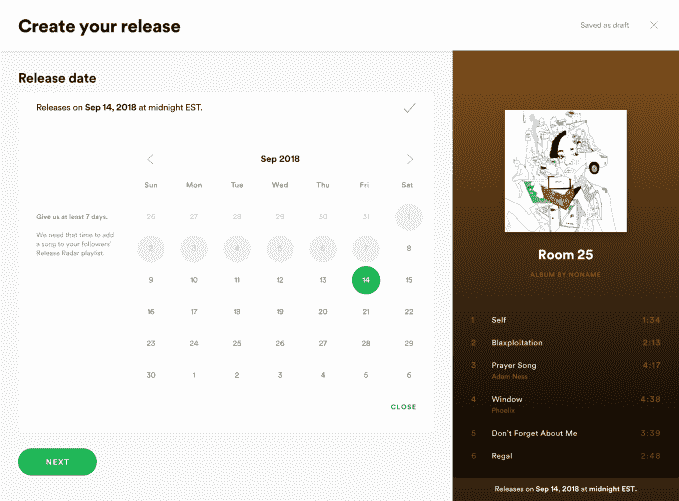 Create your release
Saved as draft
Release date
Releases on Sep 14, 2018 at midnight EST.
Sep 2018
Sun Mon Tue Wed Thu Fri Sat
Give us at least 7 days.
We need that time to add
a song to your followers'
Release Radar playlist.
26 27 28 29 30 31 1
2 3 4 5 6 7 8
9 10 11 12 13 14 15
16 17 18 19 20 21 22
23 24 25 26 27 28 29
30 1 2 3 4 5 6
CLOSE
NEXT
Room 25
ALBUM BY NONAME
1 Self 1:34
2 Blaxploitation 2:13
3 Prayer Song 4:17
Adam Ness
4 Window 4:38
Phoelix
5 Don't Forget About Me 3:39
6 Regal 2:48
Releases on Sep 14, 2018 at midnight EST.